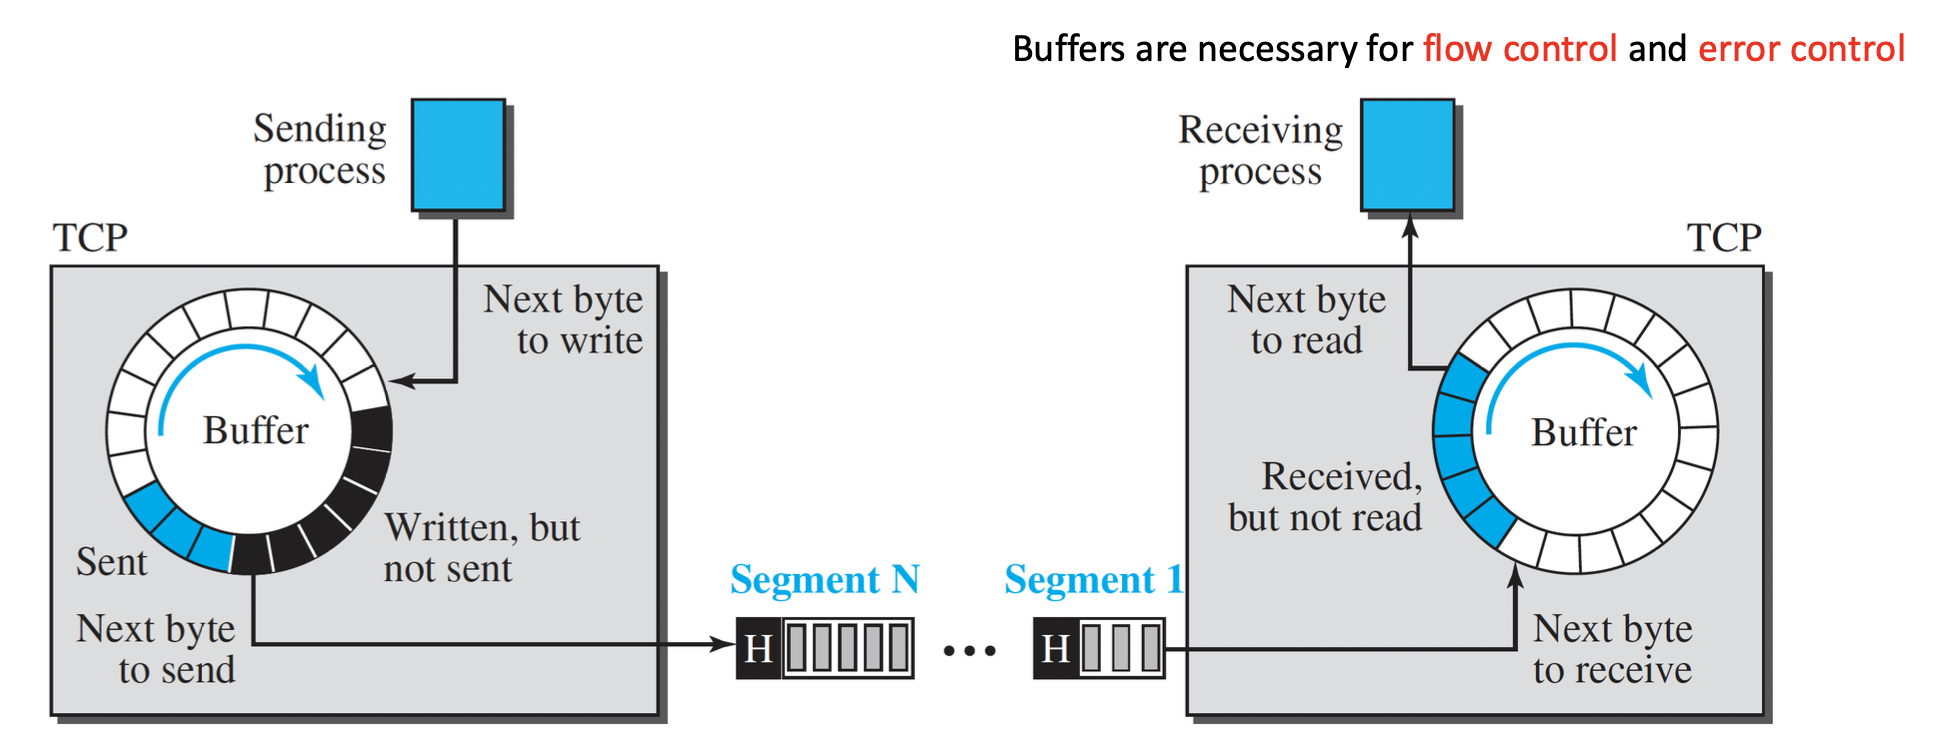 Buffers are necessary for flow control and error control
Sending
process
TCP
Next byte
to write
Buffer
Written, but
not sent
Sent
Next byte
to send
Segment N
H
...
Segment 1
H
Receiving
process
TCP
Next byte
to read
Buffer
Received,
but not read
Next byte
to receive